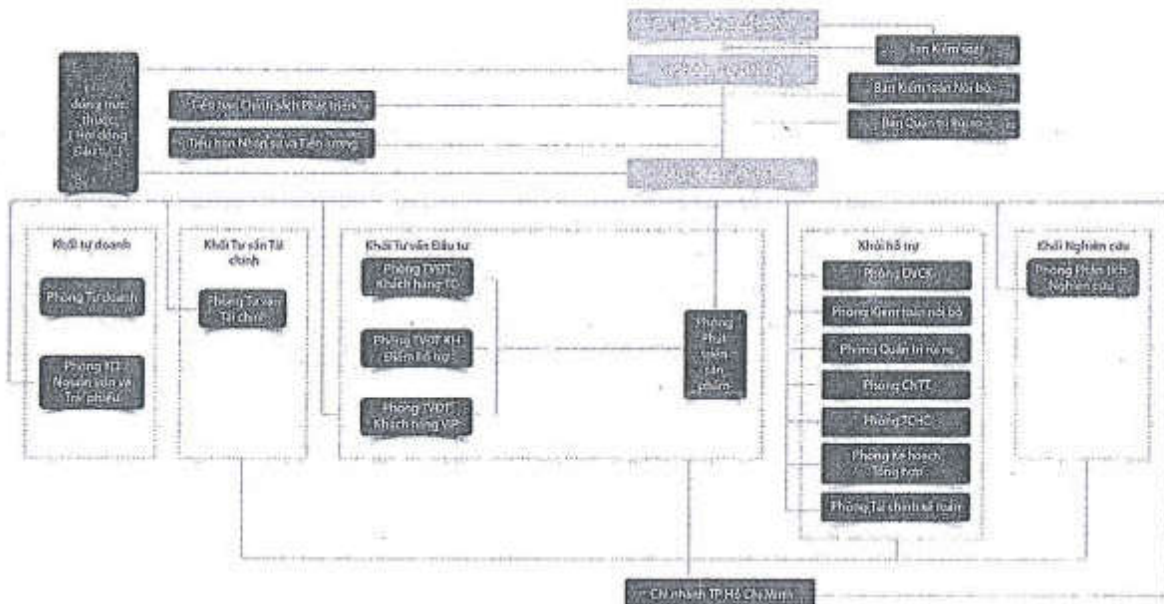 Ban Kiểm soát
đồng trực
thuộc
Tiểu ban Chính sách Phát triển
Ban Kiểm toán Nội bộ
Tiểu ban Nhân sự và Tiền lương
Ban Quản trị Rủi ro
Khối tự doanh
Phòng Tự doanh
Nguồn vốn và
Trái phiếu
Khối Tư vấn Tài
chính
Phòng Tư vấn
Tài chính
Khối Tư vấn Đầu tư
Phòng TVĐT
Khách hàng TC
Phòng TVĐT KH
Điểm hỗ trợ
Phòng TVĐT
Khách hàng VIP
Phòng
Phát
triển
sản
phẩm
Khối hỗ trợ
Phòng DVCK
Phòng Kiểm toán nội bộ
Phòng Quản trị rủi ro
Phòng CNTT
Phòng TCHC
Phòng Kế hoạch
Tổng hợp
Phòng Tài chính kế toán
Khối Nghiên cứu
Phòng Phân tích
Nghiên cứu
Chi nhánh TP Hồ Chí Minh